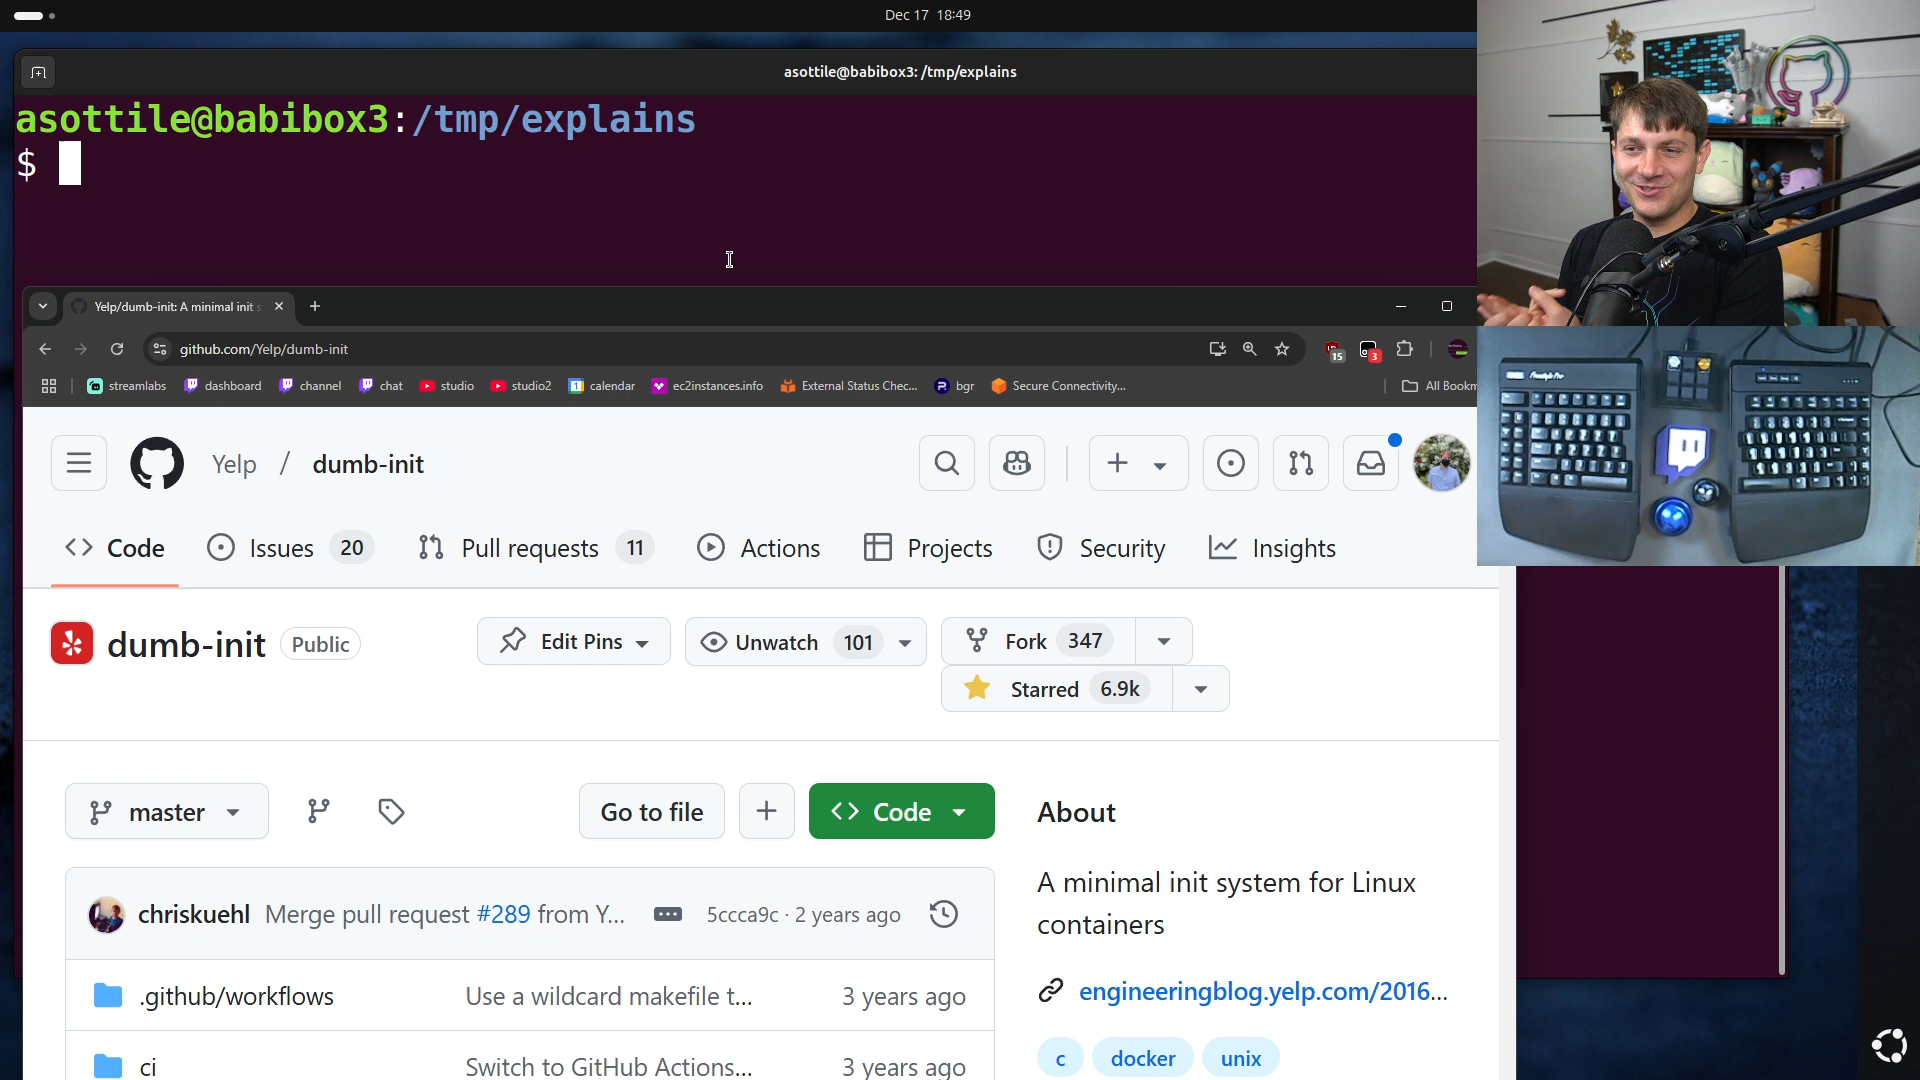 Dec 17 18:49
asottile@babibox3: /tmp/explains
asottile@babibox3:/tmp/explains
$
Yelp/dumb-init: A minimal init s
github.com/Yelp/dumb-init
15
3
streamlabs
dashboard
channel
chat
studio
studio2
calendar
ec2instances.info
External Status Chec...
bgr
Secure Connectivity...
All Bookm
Yelp / dumb-init
Code
Issues 20
Pull requests 11
Actions
Projects
Security
Insights
dumb-init Public
Edit Pins
Unwatch 101
Fork 347
Starred 6.9k
master
Go to file
Code
About
A minimal init system for Linux
containers
engineeringblog.yelp.com/2016...
c docker unix
chriskuehl Merge pull request #289 from Y... 5ccca9c · 2 years ago
.github/workflows Use a wildcard makefile t... 3 years ago
ci Switch to GitHub Actions... 3 years ago